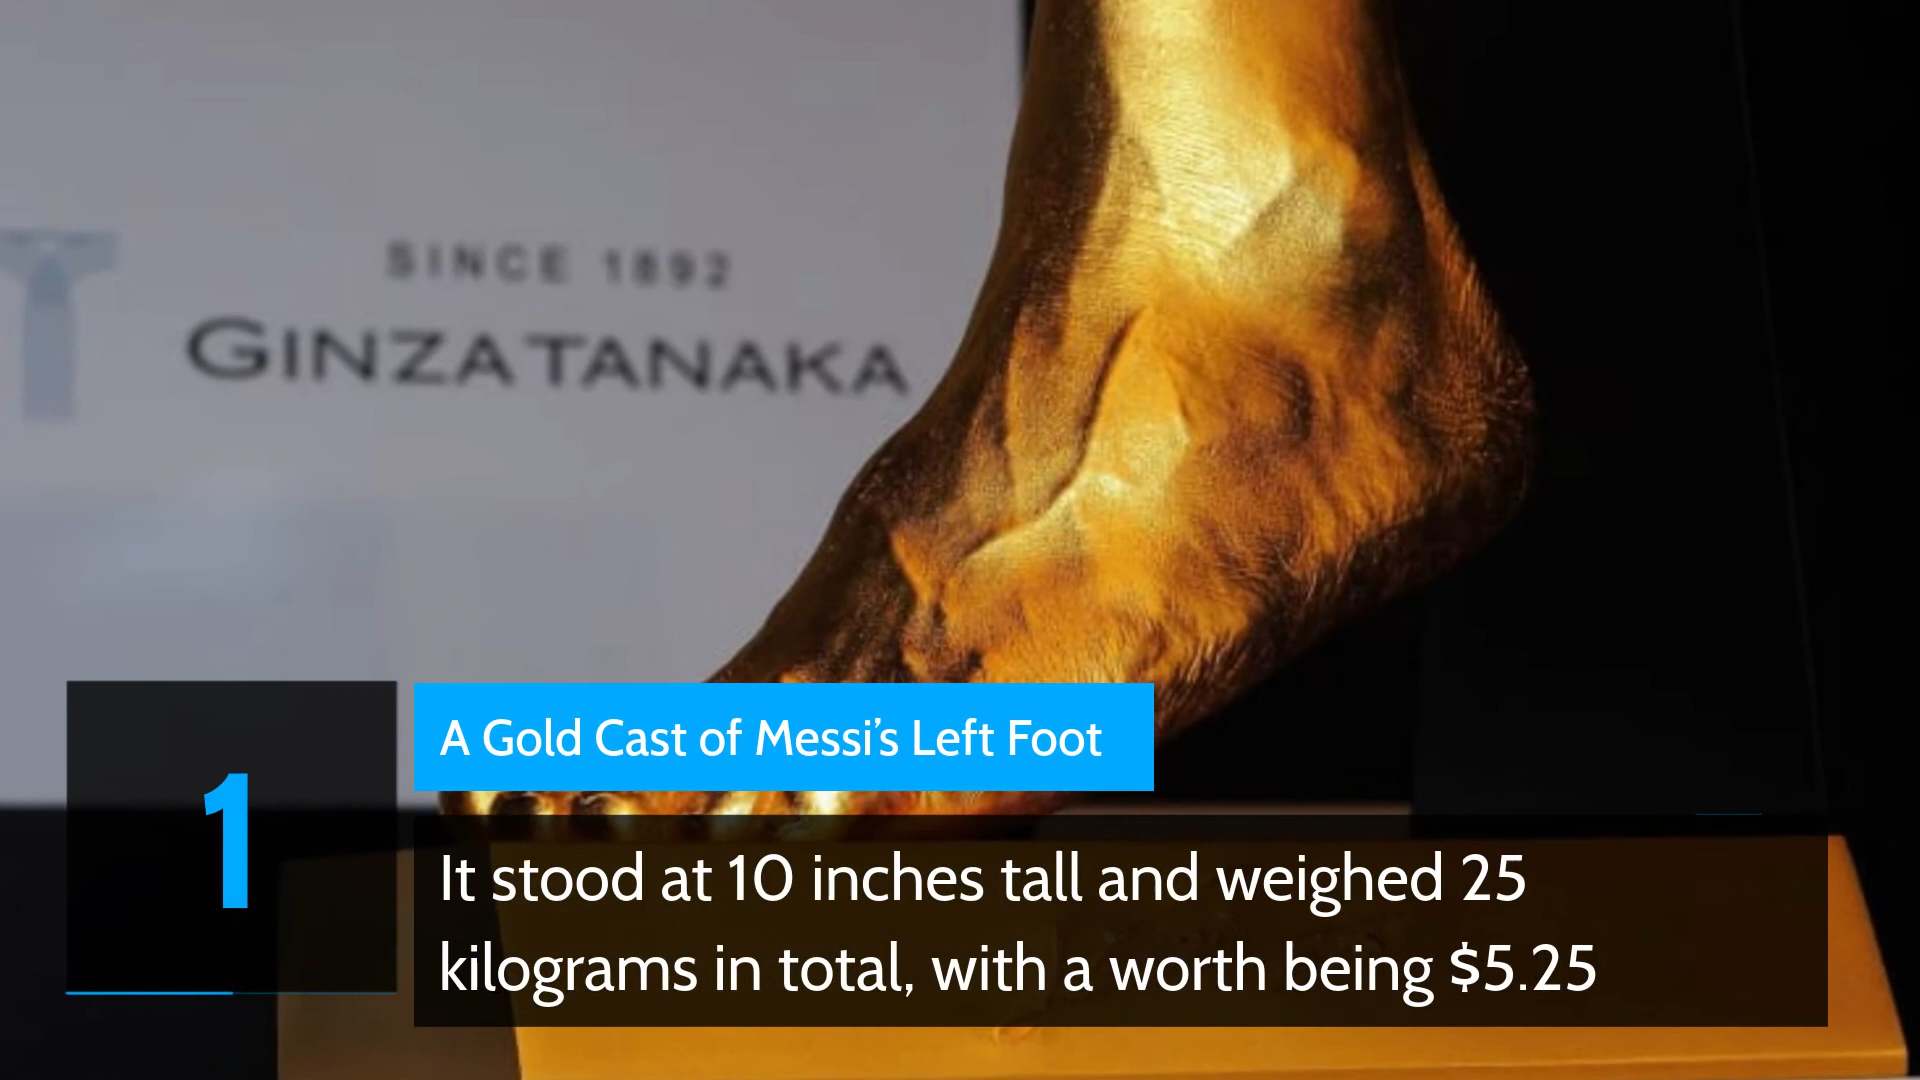 SINCE 1892
GINZA TANAKA
A Gold Cast of Messi's Left Foot
1
It stood at 10 inches tall and weighed 25
kilograms in total, with a worth being $5.25